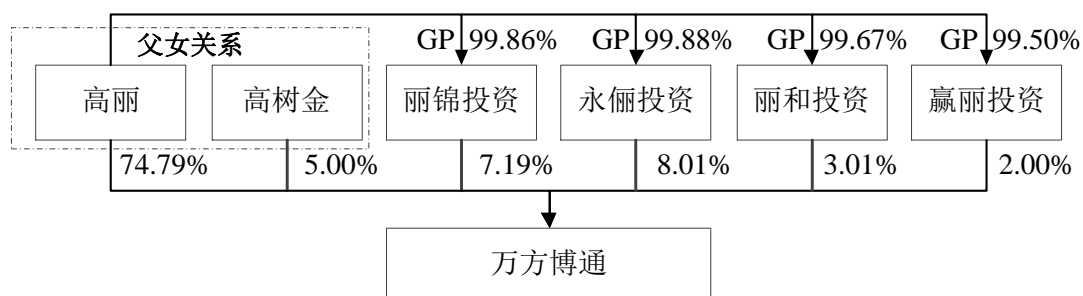 父女关系
GP 99.86%
GP 99.88%
GP 99.67%
GP 99.50%
高丽
高树金
丽锦投资
永俪投资
丽和投资
赢丽投资
74.79%
5.00%
7.19%
8.01%
3.01%
2.00%
万方博通